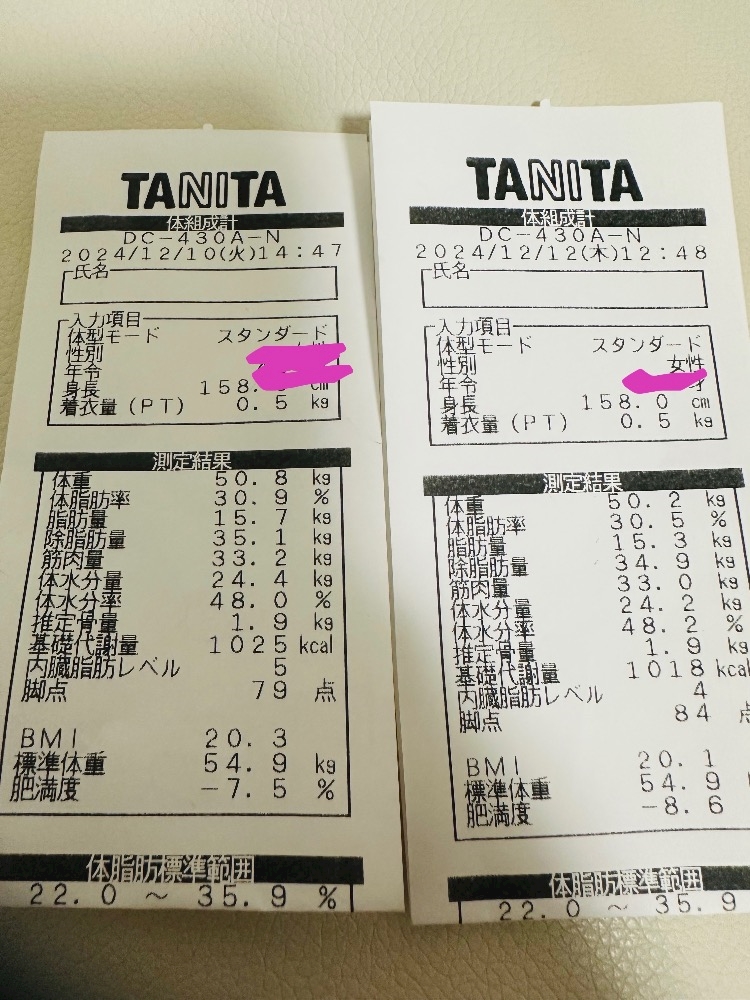 TANITA
体組成計
DC-430A-N
2024/12/10(火)14:47
氏名
入力項目
体型モード スタンダード
性別
年令
身長 158. cm
着衣量(PT) 0.5 kg
測定結果
体重 50.8 kg
体脂肪率 30.9 %
脂肪量 15.7 kg
除脂肪量 35.1 kg
筋肉量 33.2 kg
体水分量 24.4 kg
体水分率 48.0 %
推定骨量 1.9 kg
基礎代謝量 1025 kcal
内臓脂肪レベル 5
脚点 79 点
BMI 20.3
標準体重 54.9 kg
肥満度 -7.5 %
体脂肪標準範囲
22.0 ~ 35.9 %
TANITA
体組成計
DC-430A-N
2024/12/12(木)12:48
氏名
入力項目
体型モード スタンダード
性別 女性
年令 才
身長 158.0 cm
着衣量(PT) 0.5 kg
測定結果
体重 50.2 kg
体脂肪率 30.5 %
脂肪量 15.3 kg
除脂肪量 34.9 kg
筋肉量 33.0 kg
体水分量 24.2 kg
体水分率 48.2 %
推定骨量 1.9 kg
基礎代謝量 1018 kcal
内臓脂肪レベル 4
脚点 84 点
BMI 20.1
標準体重 54.9
肥満度 -8.6
体脂肪標準範囲
22.0 ~ 35.9